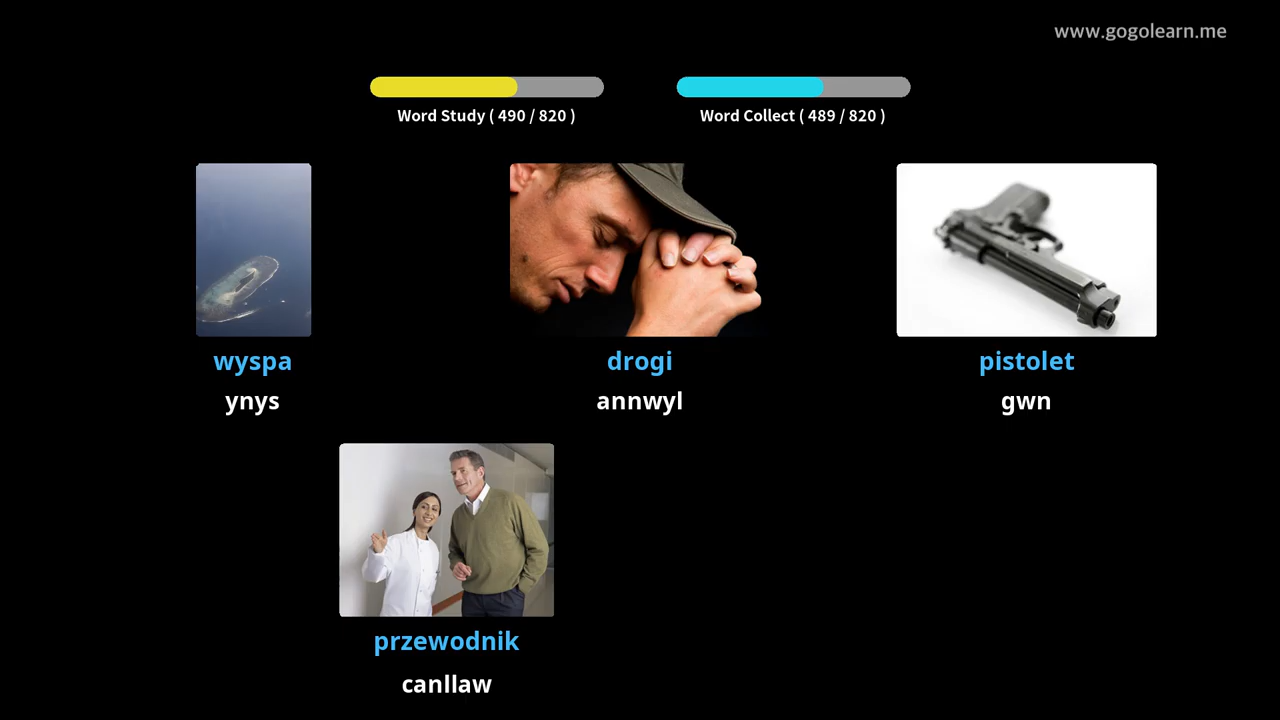 www.gogolearn.me
Word Study ( 490 / 820 )
Word Collect ( 489 / 820 )
wyspa
ynys
drogi
annwyl
pistolet
gwn
przewodnik
canllaw